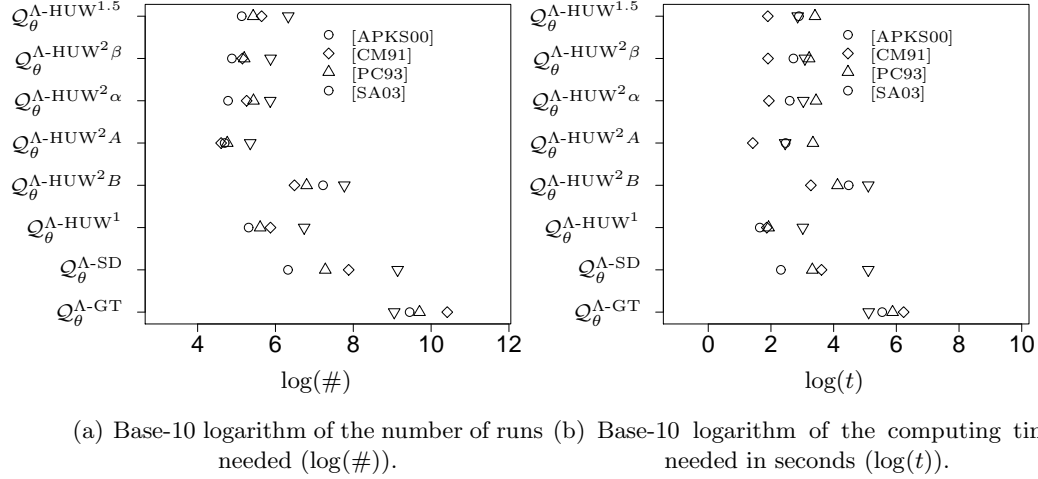 𝒬_θ^Λ-HUW^1.5
𝒬_θ^Λ-HUW^2 β
𝒬_θ^Λ-HUW^2 α
𝒬_θ^Λ-HUW^2 A
𝒬_θ^Λ-HUW^2 B
𝒬_θ^Λ-HUW^1
𝒬_θ^Λ-SD
𝒬_θ^Λ-GT
[APKS00]
[CM91]
[PC93]
[SA03]
4 6 8 10 12
log(#)
𝒬_θ^Λ-HUW^1.5
𝒬_θ^Λ-HUW^2 β
𝒬_θ^Λ-HUW^2 α
𝒬_θ^Λ-HUW^2 A
𝒬_θ^Λ-HUW^2 B
𝒬_θ^Λ-HUW^1
𝒬_θ^Λ-SD
𝒬_θ^Λ-GT
[APKS00]
[CM91]
[PC93]
[SA03]
0 2 4 6 8 10
log(t)
(a) Base-10 logarithm of the number of runs
needed (log(#)).
(b) Base-10 logarithm of the computing
needed in seconds (log(t)).